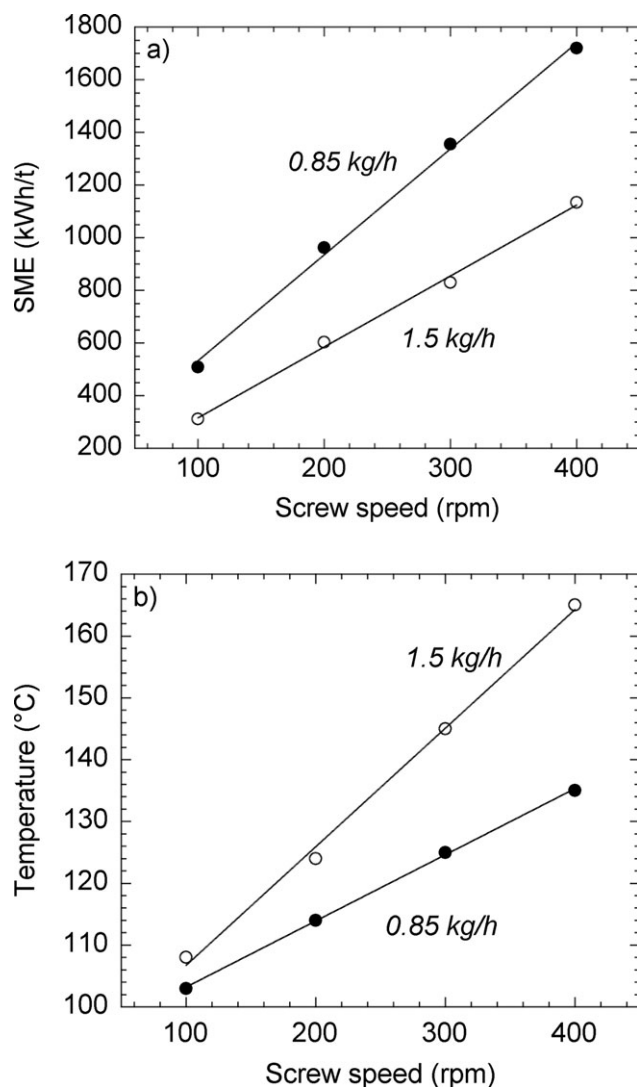 a)
1800
1600
1400
1200
1000
800
600
400
200
SME (kWh/t)
0.85 kg/h
1.5 kg/h
100 200 300 400
Screw speed (rpm)
b)
170
160
150
140
130
120
110
100
Temperature (°C)
1.5 kg/h
0.85 kg/h
100 200 300 400
Screw speed (rpm)